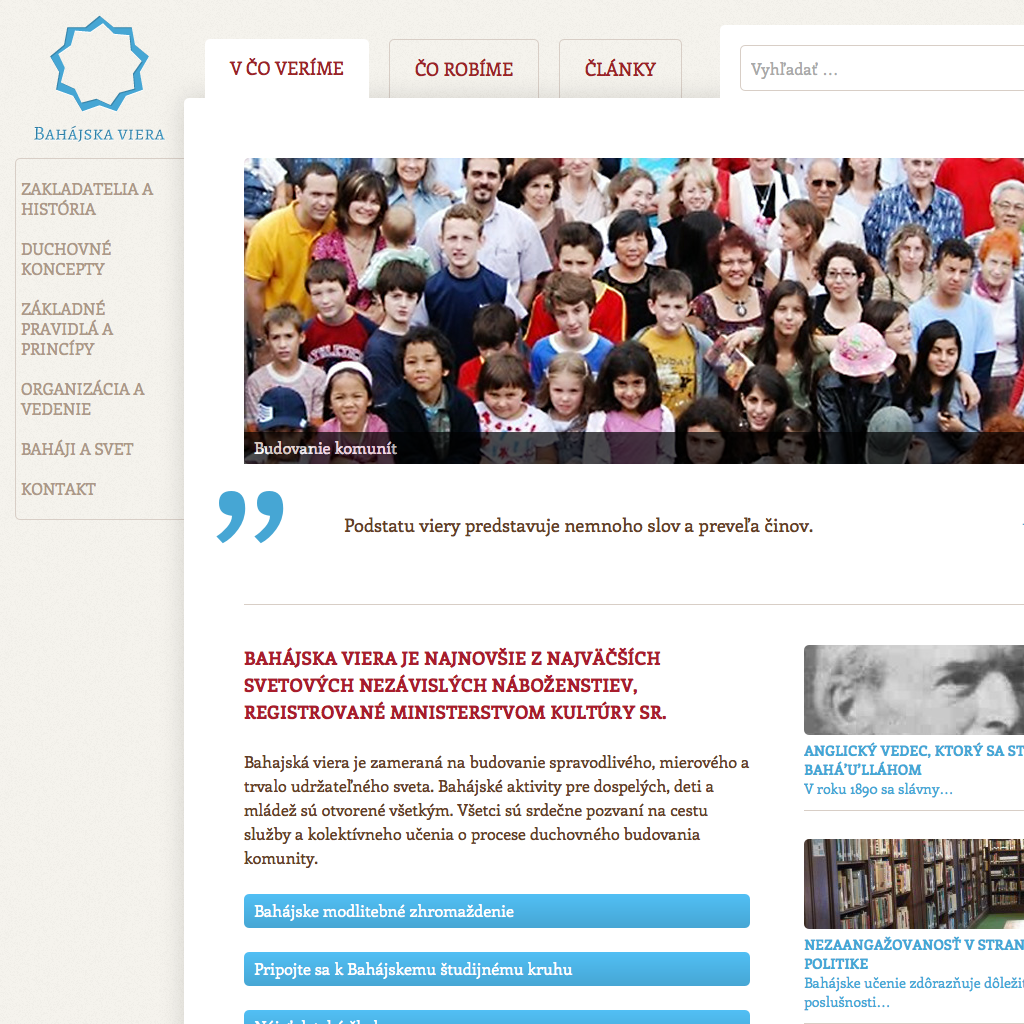 BAHÁJSKA VIERA
V ČO VERÍME
ČO ROBÍME
ČLÁNKY
Vyhľadať ...
ZAKLADATELIA A
HISTÓRIA
DUCHOVNÉ
KONCEPTY
ZÁKLADNÉ
PRAVIDLÁ A
PRINCÍPY
ORGANIZÁCIA A
VEDENIE
BAHÁJI A SVET
KONTAKT
Budovanie komunít
Podstatu viery predstavuje nemnoho slov a preveľa činov.
BAHÁJSKA VIERA JE NAJNOVŠIE Z NAJVÄČŠÍCH
SVETOVÝCH NEZÁVISLÝCH NÁBOŽENSTIEV,
REGISTROVANÉ MINISTERSTVOM KULTÚRY SR.
Bahajská viera je zameraná na budovanie spravodlivého, mierového a
trvalo udržateľného sveta. Bahájské aktivity pre dospelých, deti a
mládež sú otvorené všetkým. Všetci sú srdečne pozvaní na cestu
služby a kolektívneho učenia o procese duchovného budovania
komunity.
Bahájske modlitebné zhromaždenie
Pripojte sa k Bahájskemu študijnému kruhu
ANGLICKÝ VEDEC, KTORÝ SA ST
BAHÁ’U’LLÁHOM
V roku 1890 sa slávny...
NEZAANGAŽOVANOSŤ V STRAN
POLITIKE
Bahájske učenie zdôrazňuje dôleži
poslušnosti...